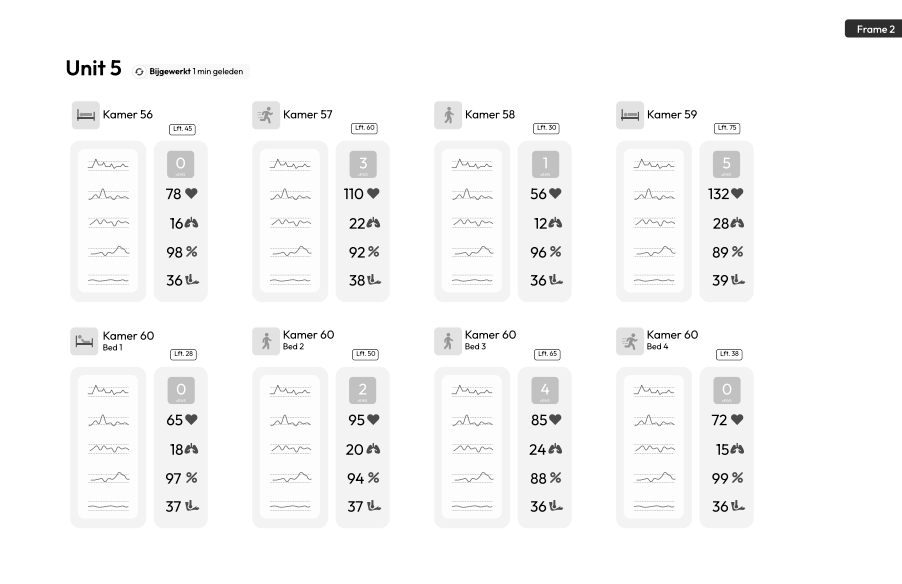 Frame 2
Unit 5
Bijgewerkt 1 min geleden
Kamer 56
Lft. 45
0
78
16
98 %
36
Kamer 57
Lft. 60
3
110
22
92 %
38
Kamer 58
Lft. 30
1
56
12
96 %
36
Kamer 59
Lft. 75
5
132
28
89 %
39
Kamer 60
Bed 1
Lft. 28
0
65
18
97 %
37
Kamer 60
Bed 2
Lft. 50
2
95
20
94 %
37
Kamer 60
Bed 3
Lft. 65
4
85
24
88 %
36
Kamer 60
Bed 4
Lft. 38
0
72
15
99 %
36